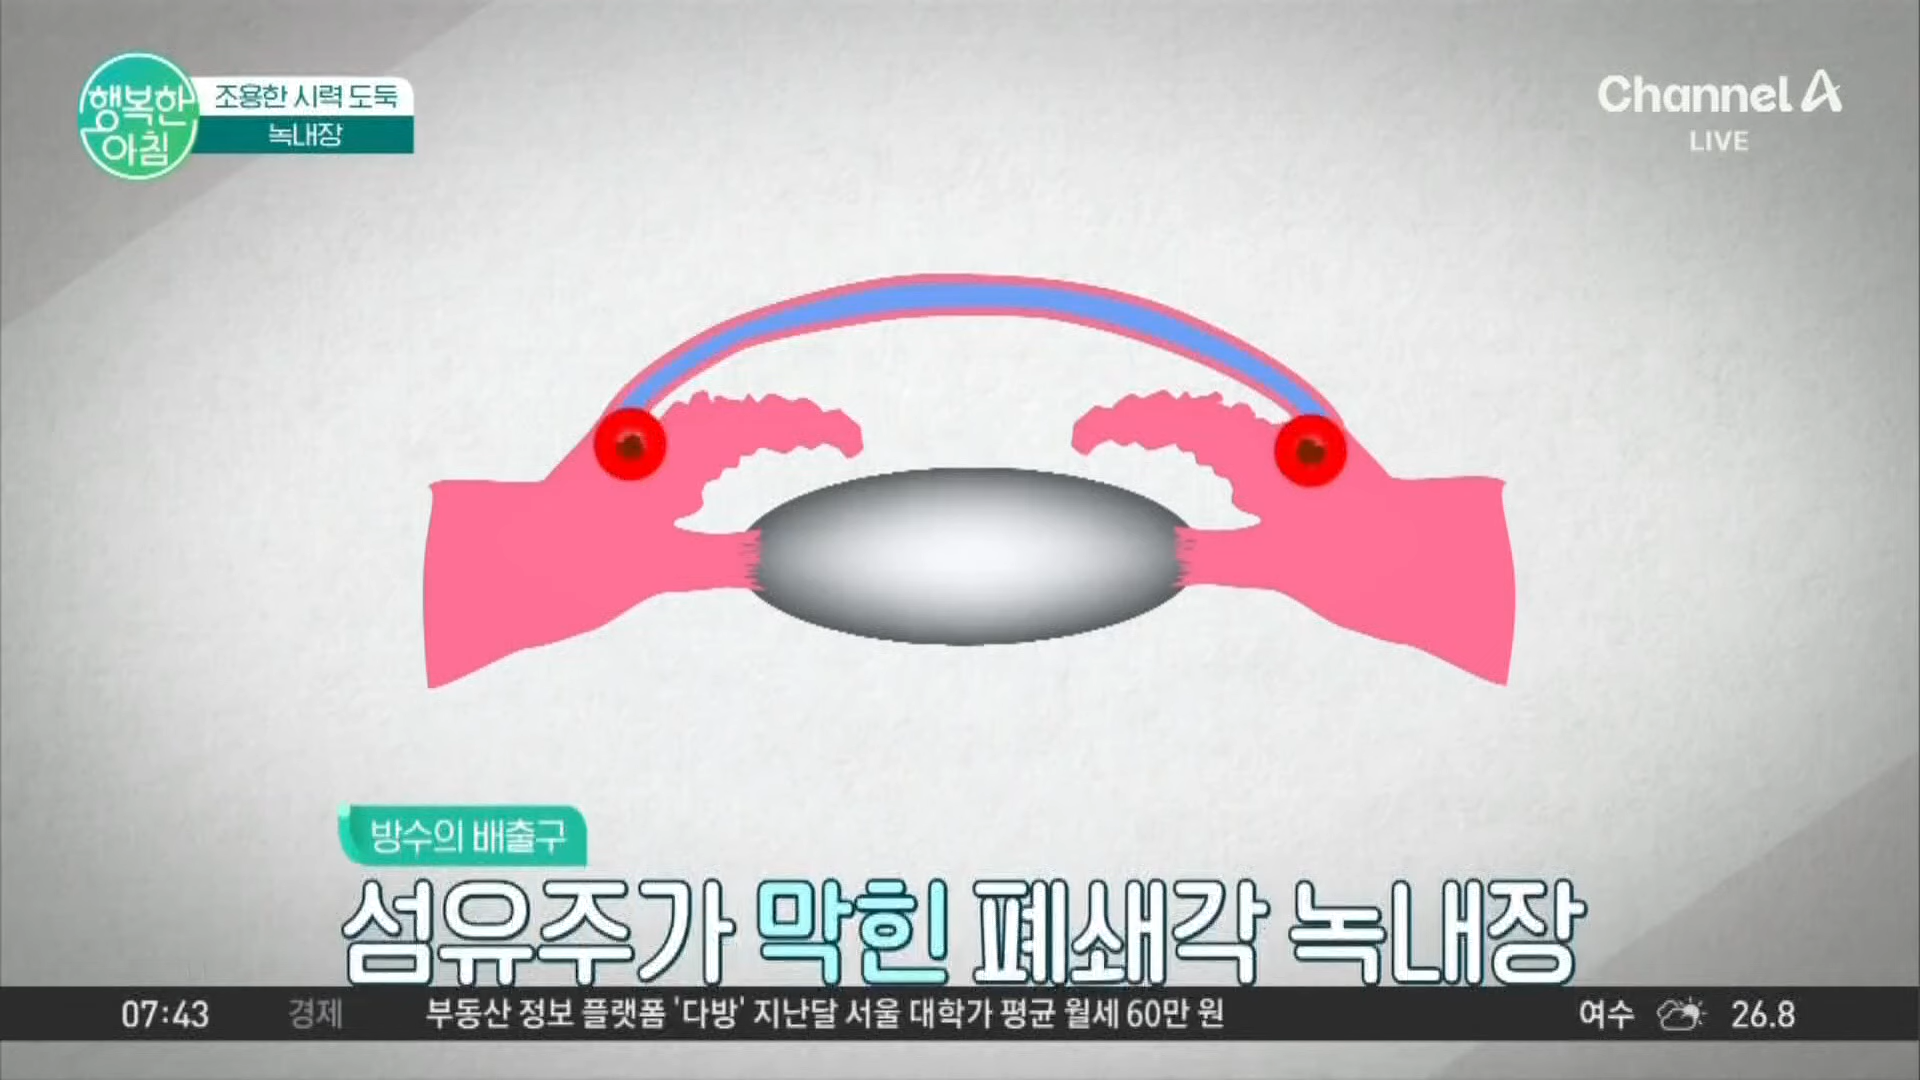 행복한
아침
조용한 시력 도둑
녹내장
Channel A
LIVE
방수의 배출구
섬유주가 막힌 폐쇄각 녹내장
07:43 경제 부동산 정보 플랫폼 '다방' 지난달 서울 대학가 평균 월세 60만 원 여수 26.8